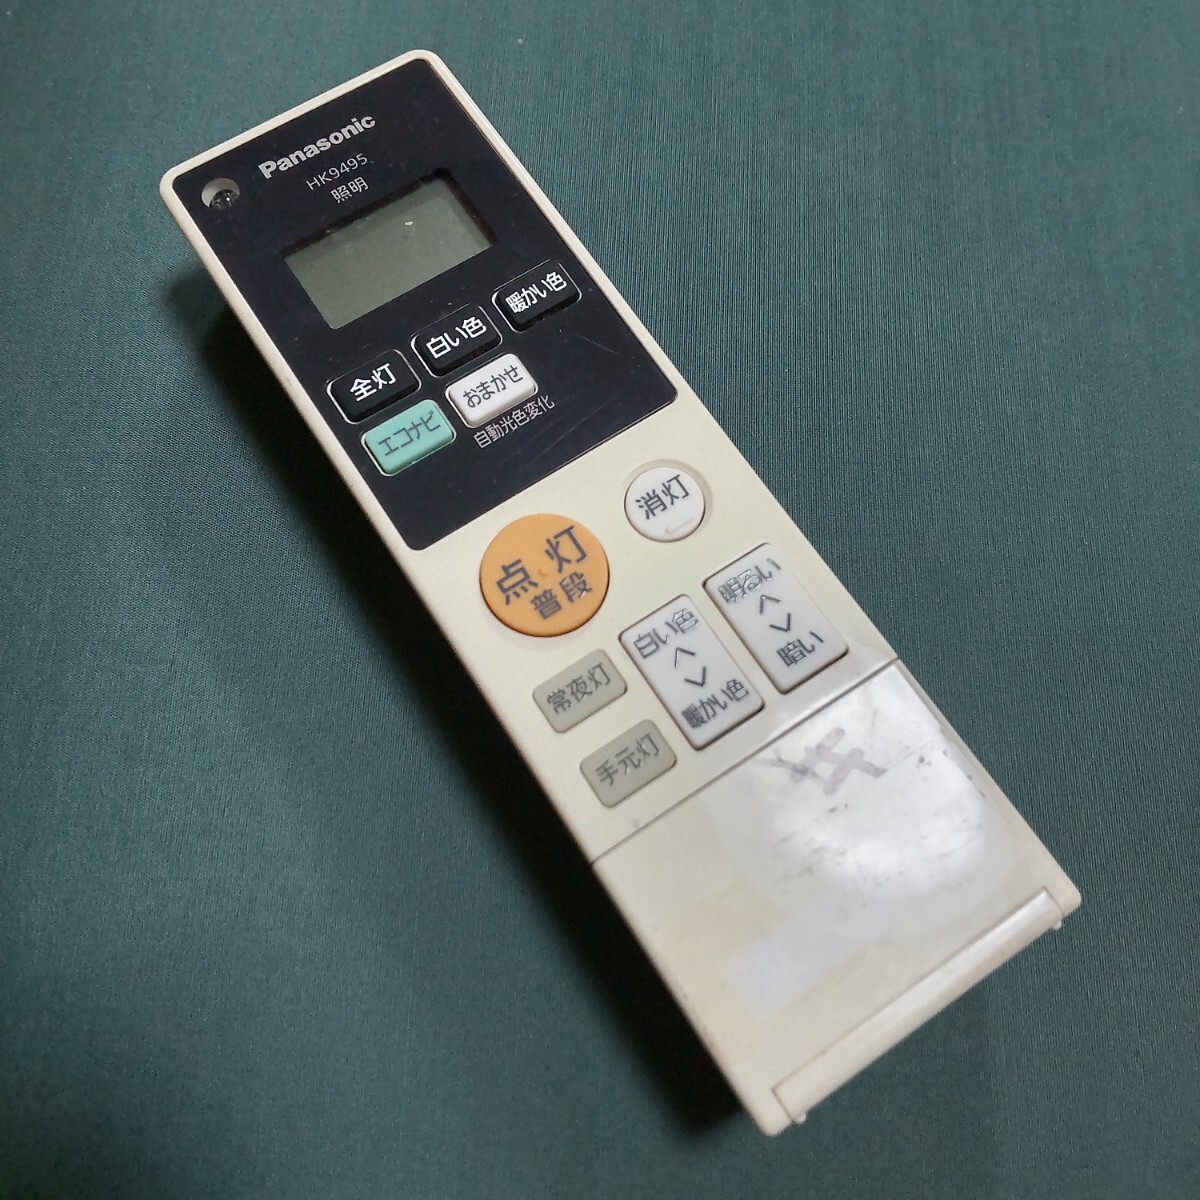 Panasonic
HK9495
照明
全灯
白い色
暖かい色
エコナビ
おまかせ
自動光色変化
点灯
普段
消灯
白い色
暖かい色
明るい
暗い
常夜灯
手元灯